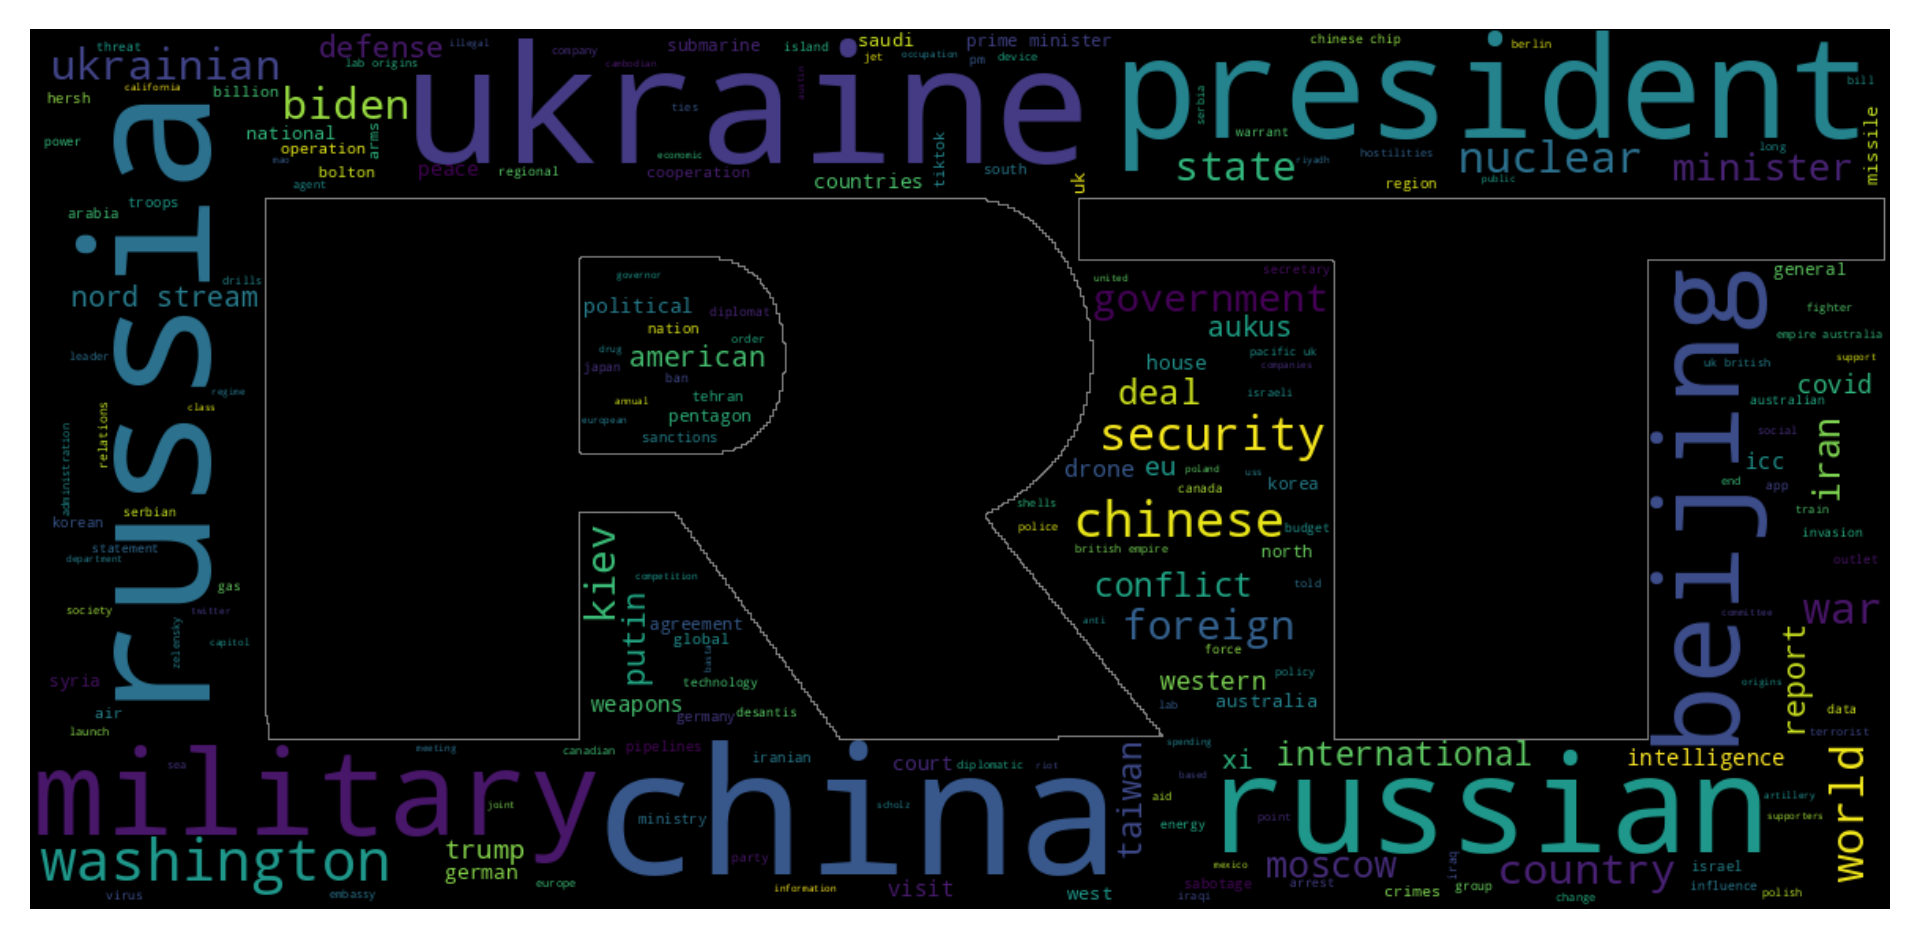 threat
defense
illegal
company
submarine
island
saudi
prime minister
chinese chip
berlin
ukrainian
lab origins
cambodian
jet
occupation
pm
device
president
bill
california
billion
ukraine
austin
hersh
biden
ties
serbia
missile
power
national
arms
operation
economic
tiktok
warrant
long
mao
bolton
peace
regional
cooperation
south
state
riyadh
hostilities
nuclear
minister
agent
countries
uk
region
public
russia
troops
arabia
drills
nord stream
leader
regime
class
relations
administration
serbian
korean
statement
department
gas
society
twitter
zelensky
capitol
syria
air
launch
RT
governor
political
diplomat
nation
order
drug
american
japan
ban
tehran
annual
pentagon
european
sanctions
united
secretary
government
aukus
house
pacific uk
companies
deal
israeli
security
drone
eu
poland
uss
canada
korea
shells
police
chinese
budget
british empire
north
conflict
told
anti
foreign
force
western
policy
lab
australia
kiev
competition
putin
agreement
global
basta
technology
weapons
germany
desantis
beijing
general
fighter
empire australia
uk british
support
covid
australian
social
iran
icc
end
app
train
invasion
outlet
committee
war
report
origins
data
terrorist
military
sea
meeting
canadian
pipelines
iranian
court
diplomatic
riot
taiwan
spending
based
xi
international
intelligence
world
joint
china
ministry
scholz
aid
energy
russian
point
artillery
supporters
washington
trump
german
party
mexico
moscow
iraq
country
israel
virus
embassy
europe
information
visit
west
sabotage
iraqi
arrest
crimes
group
change
influence
polish